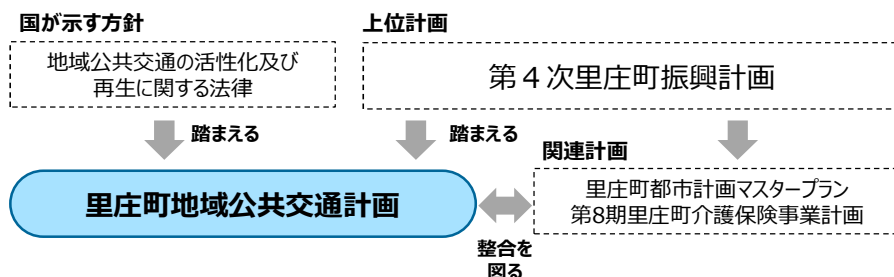 国が示す方針
上位計画
地域公共交通の活性化及び
再生に関する法律
第４次里庄町振興計画
踏まえる
踏まえる
関連計画
里庄町地域公共交通計画
里庄町都市計画マスタープラン
第8期里庄町介護保険事業計画
整合を
図る